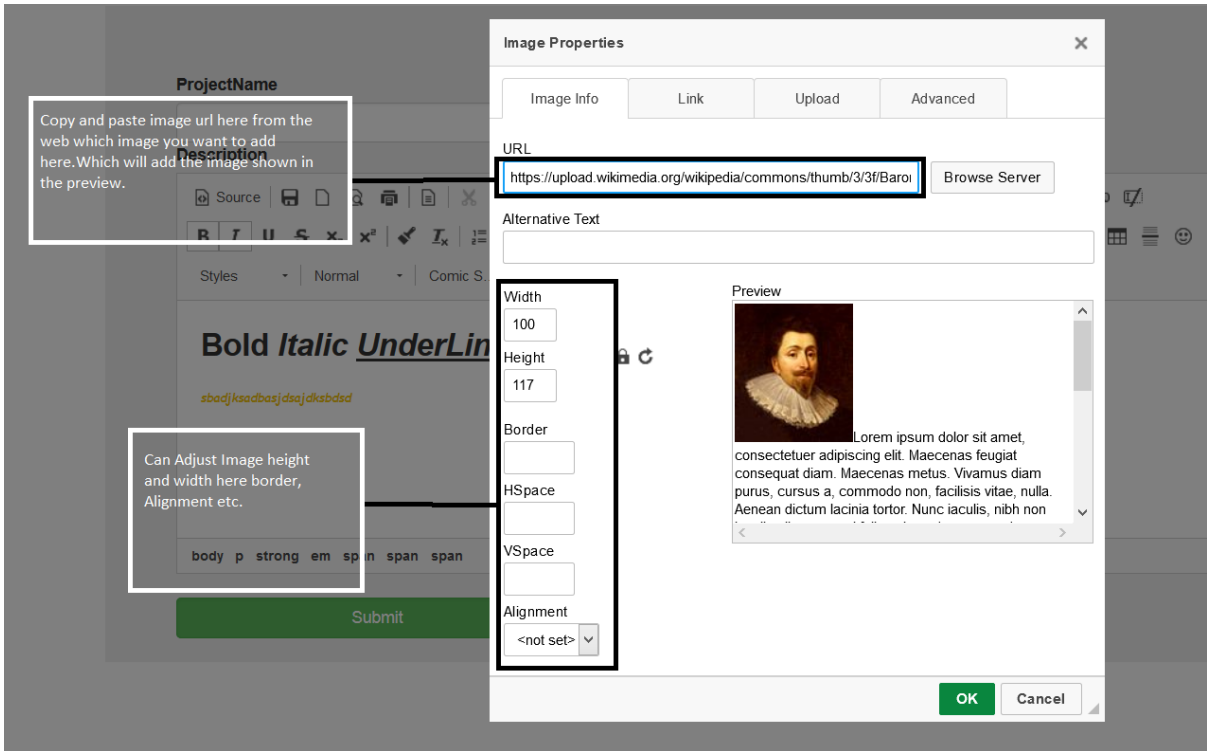 Image Properties
ProjectName
Image Info Link Upload Advanced
Copy and paste image url here from the
web which image you want to add
here.Which will add the image shown in
the preview.
Description
URL
https://upload.wikimedia.org/wikipedia/commons/thumb/3/3f/Baro
Browse Server
Source
Alternative Text
B I U S x x² Tx
Styles Normal Comic S...
Width
100
Height
117
Border
HSpace
VSpace
Alignment
<not set>
Preview
Lorem ipsum dolor sit amet,
consectetuer adipiscing elit. Maecenas feugiat
consequat diam. Maecenas metus. Vivamus diam
purus, cursus a, commodo non, facilisis vitae, nulla.
Aenean dictum lacinia tortor. Nunc iaculis, nibh non
Bold Italic UnderLin
sbadjksadbasjdsajdksbdsd
Can Adjust Image height
and width here border,
Alignment etc.
body p strong em span span span
Submit
OK Cancel